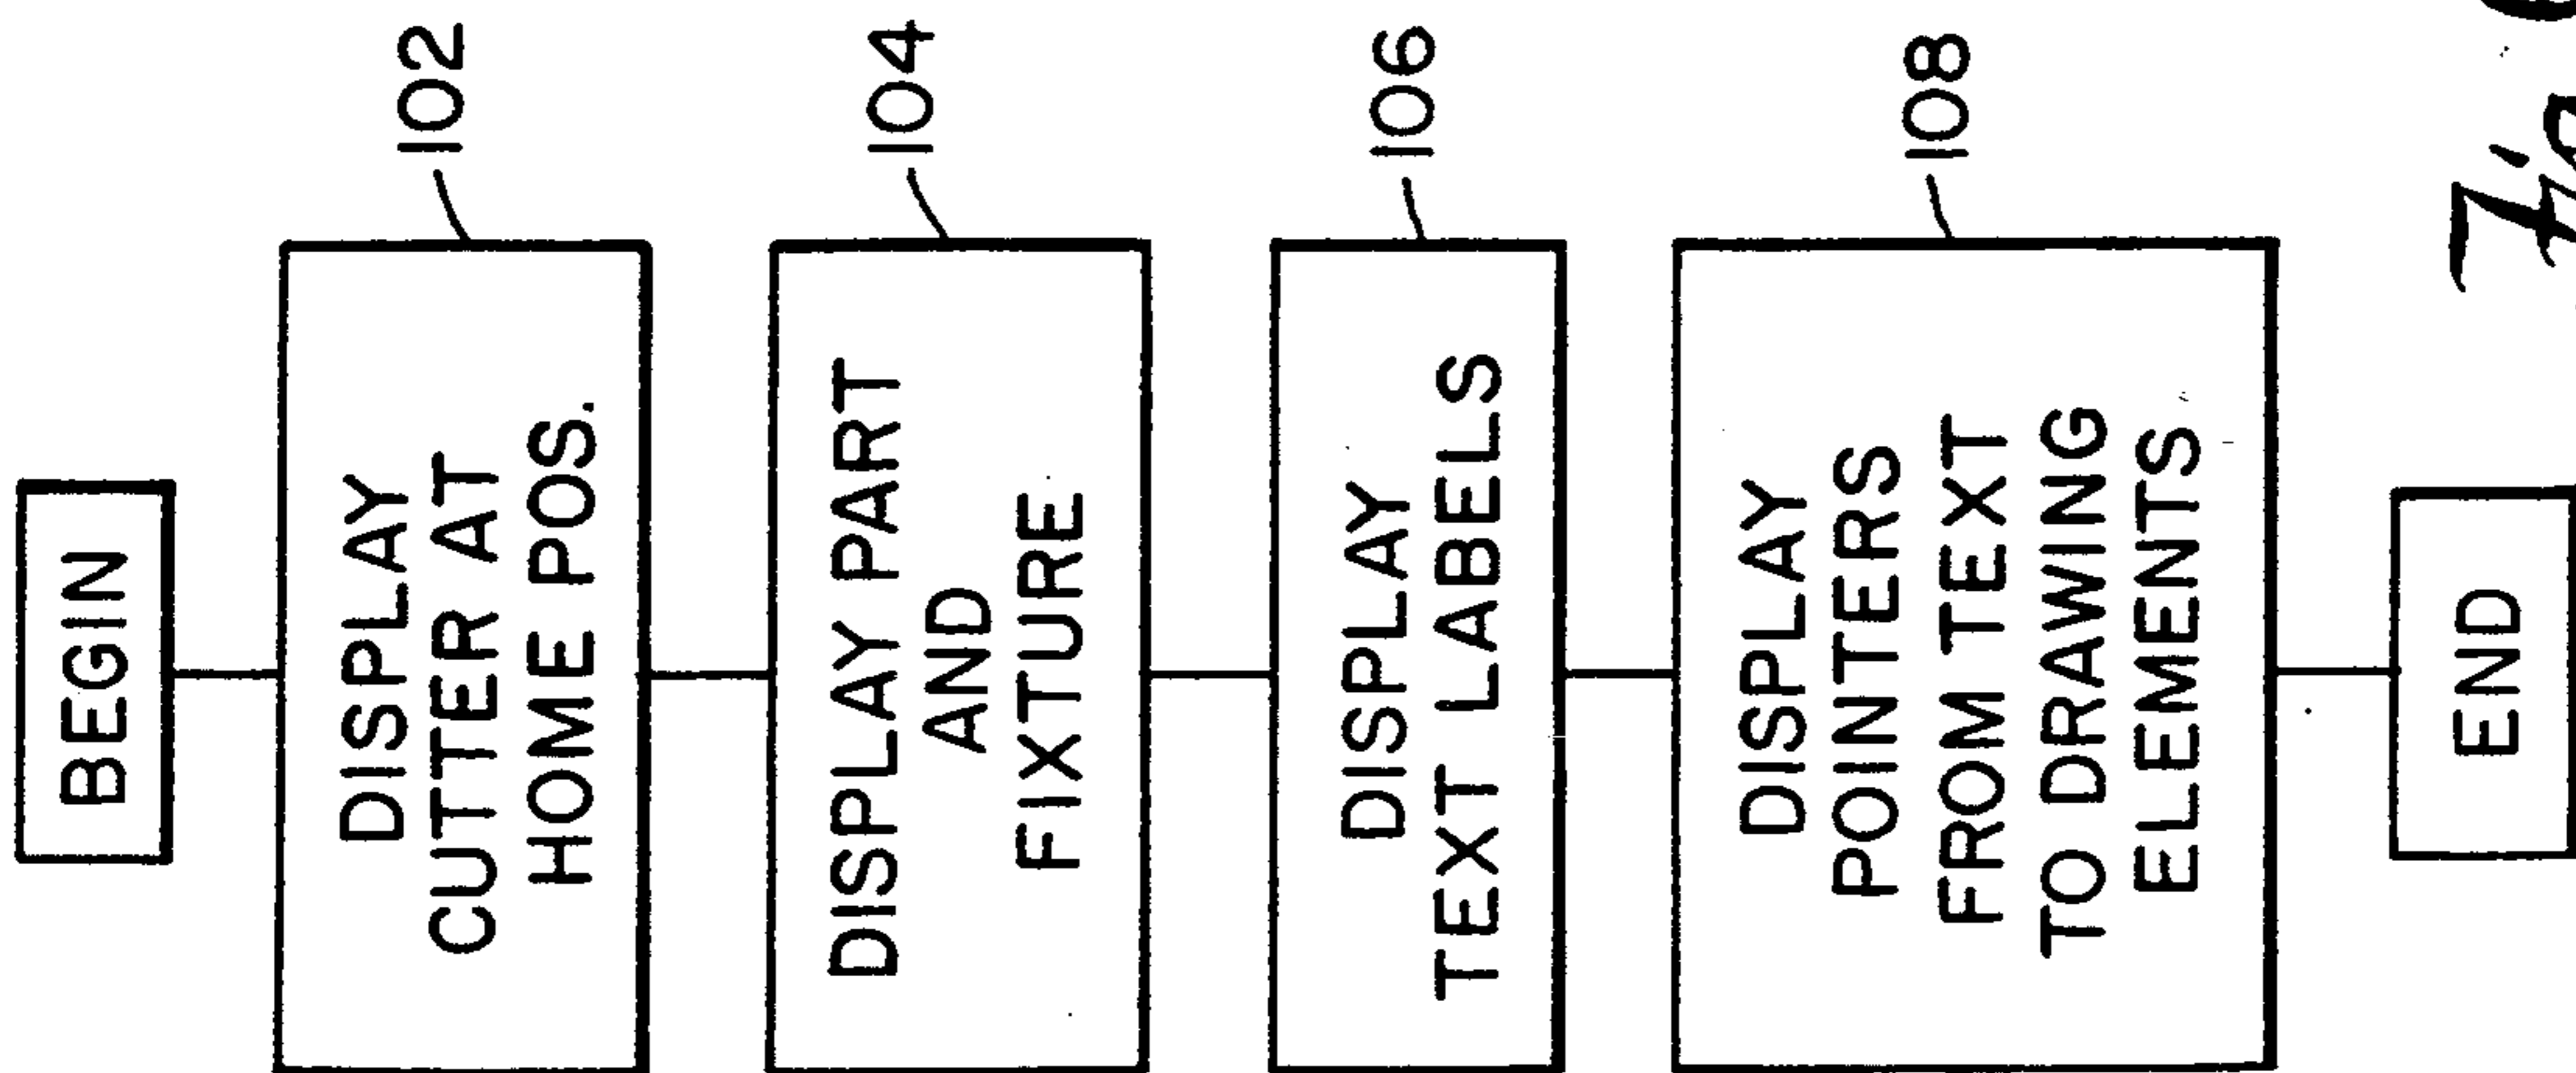 BEGIN
DISPLAY
CUTTER AT
HOME POS.
102
DISPLAY PART
AND
FIXTURE
104
DISPLAY
TEXT LABELS
106
DISPLAY
POINTERS
FROM TEXT
TO DRAWING
ELEMENTS
108
END